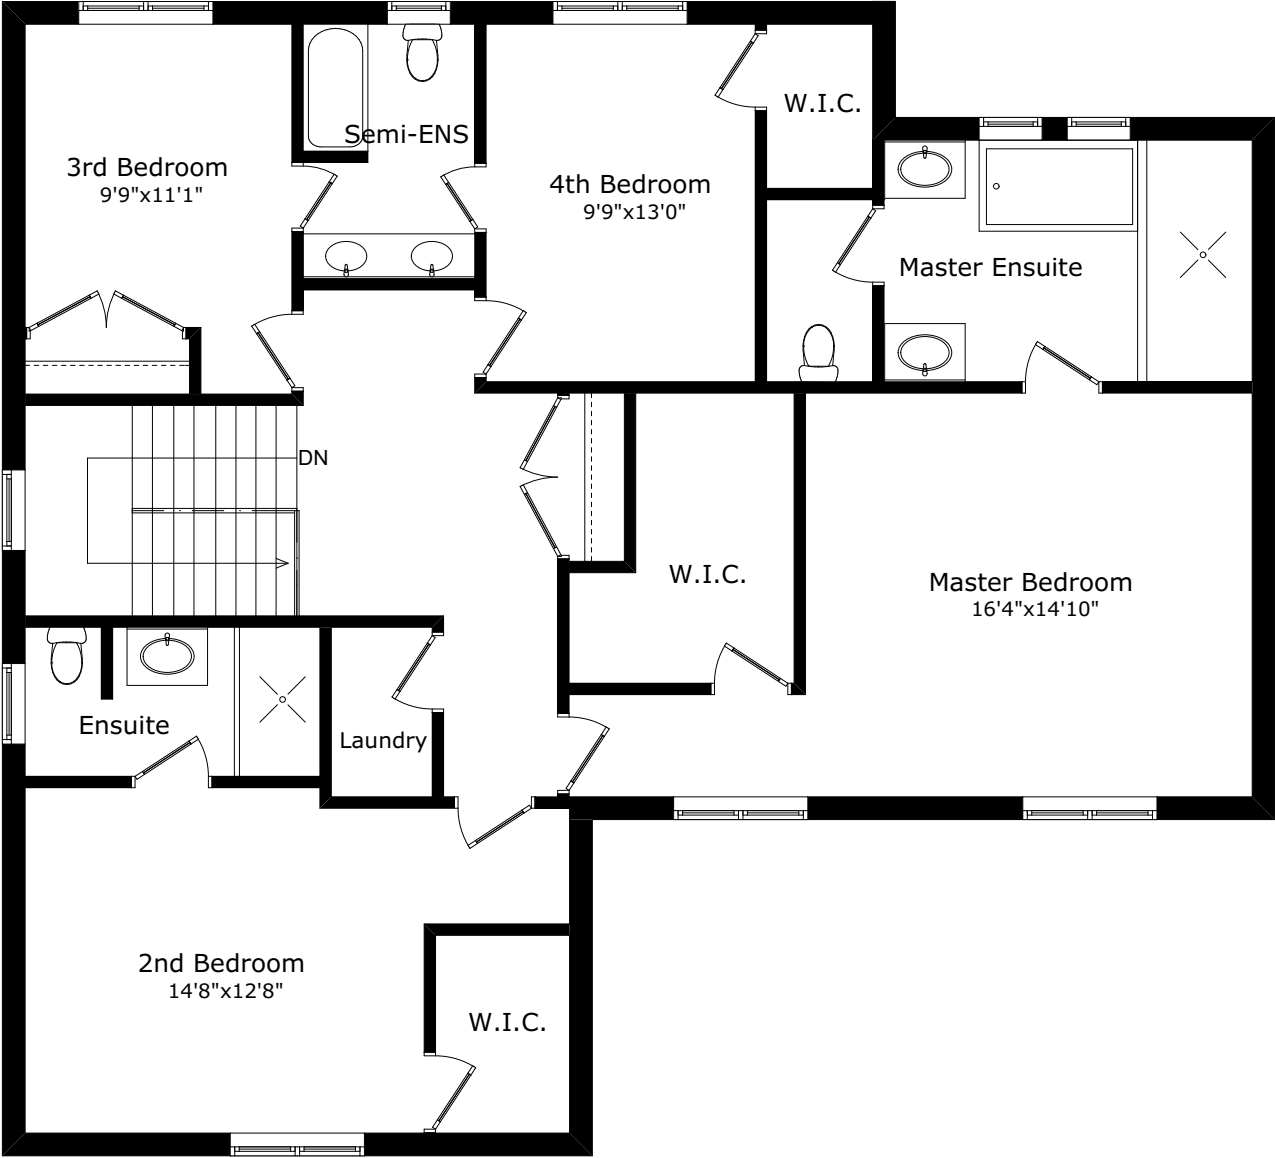 W.I.C.
Semi-ENS
3rd Bedroom
9'9"x11'1"
4th Bedroom
9'9"x13'0"
Master Ensuite
DN
W.I.C.
Master Bedroom
16'4"x14'10"
Ensuite
Laundry
2nd Bedroom
14'8"x12'8"
W.I.C.